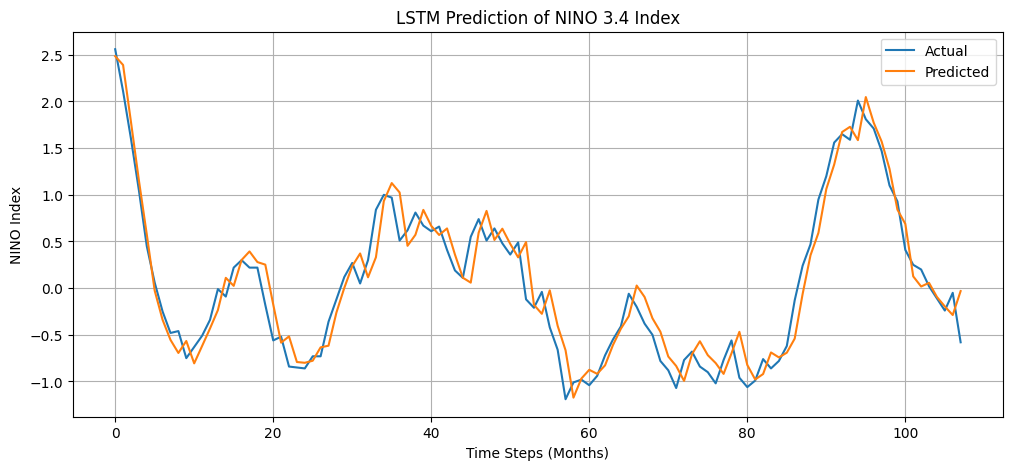 LSTM Prediction of NINO 3.4 Index
Actual
Predicted
NINO Index
2.5
2.0
1.5
1.0
0.5
0.0
−0.5
−1.0
0 20 40 60 80 100
Time Steps (Months)